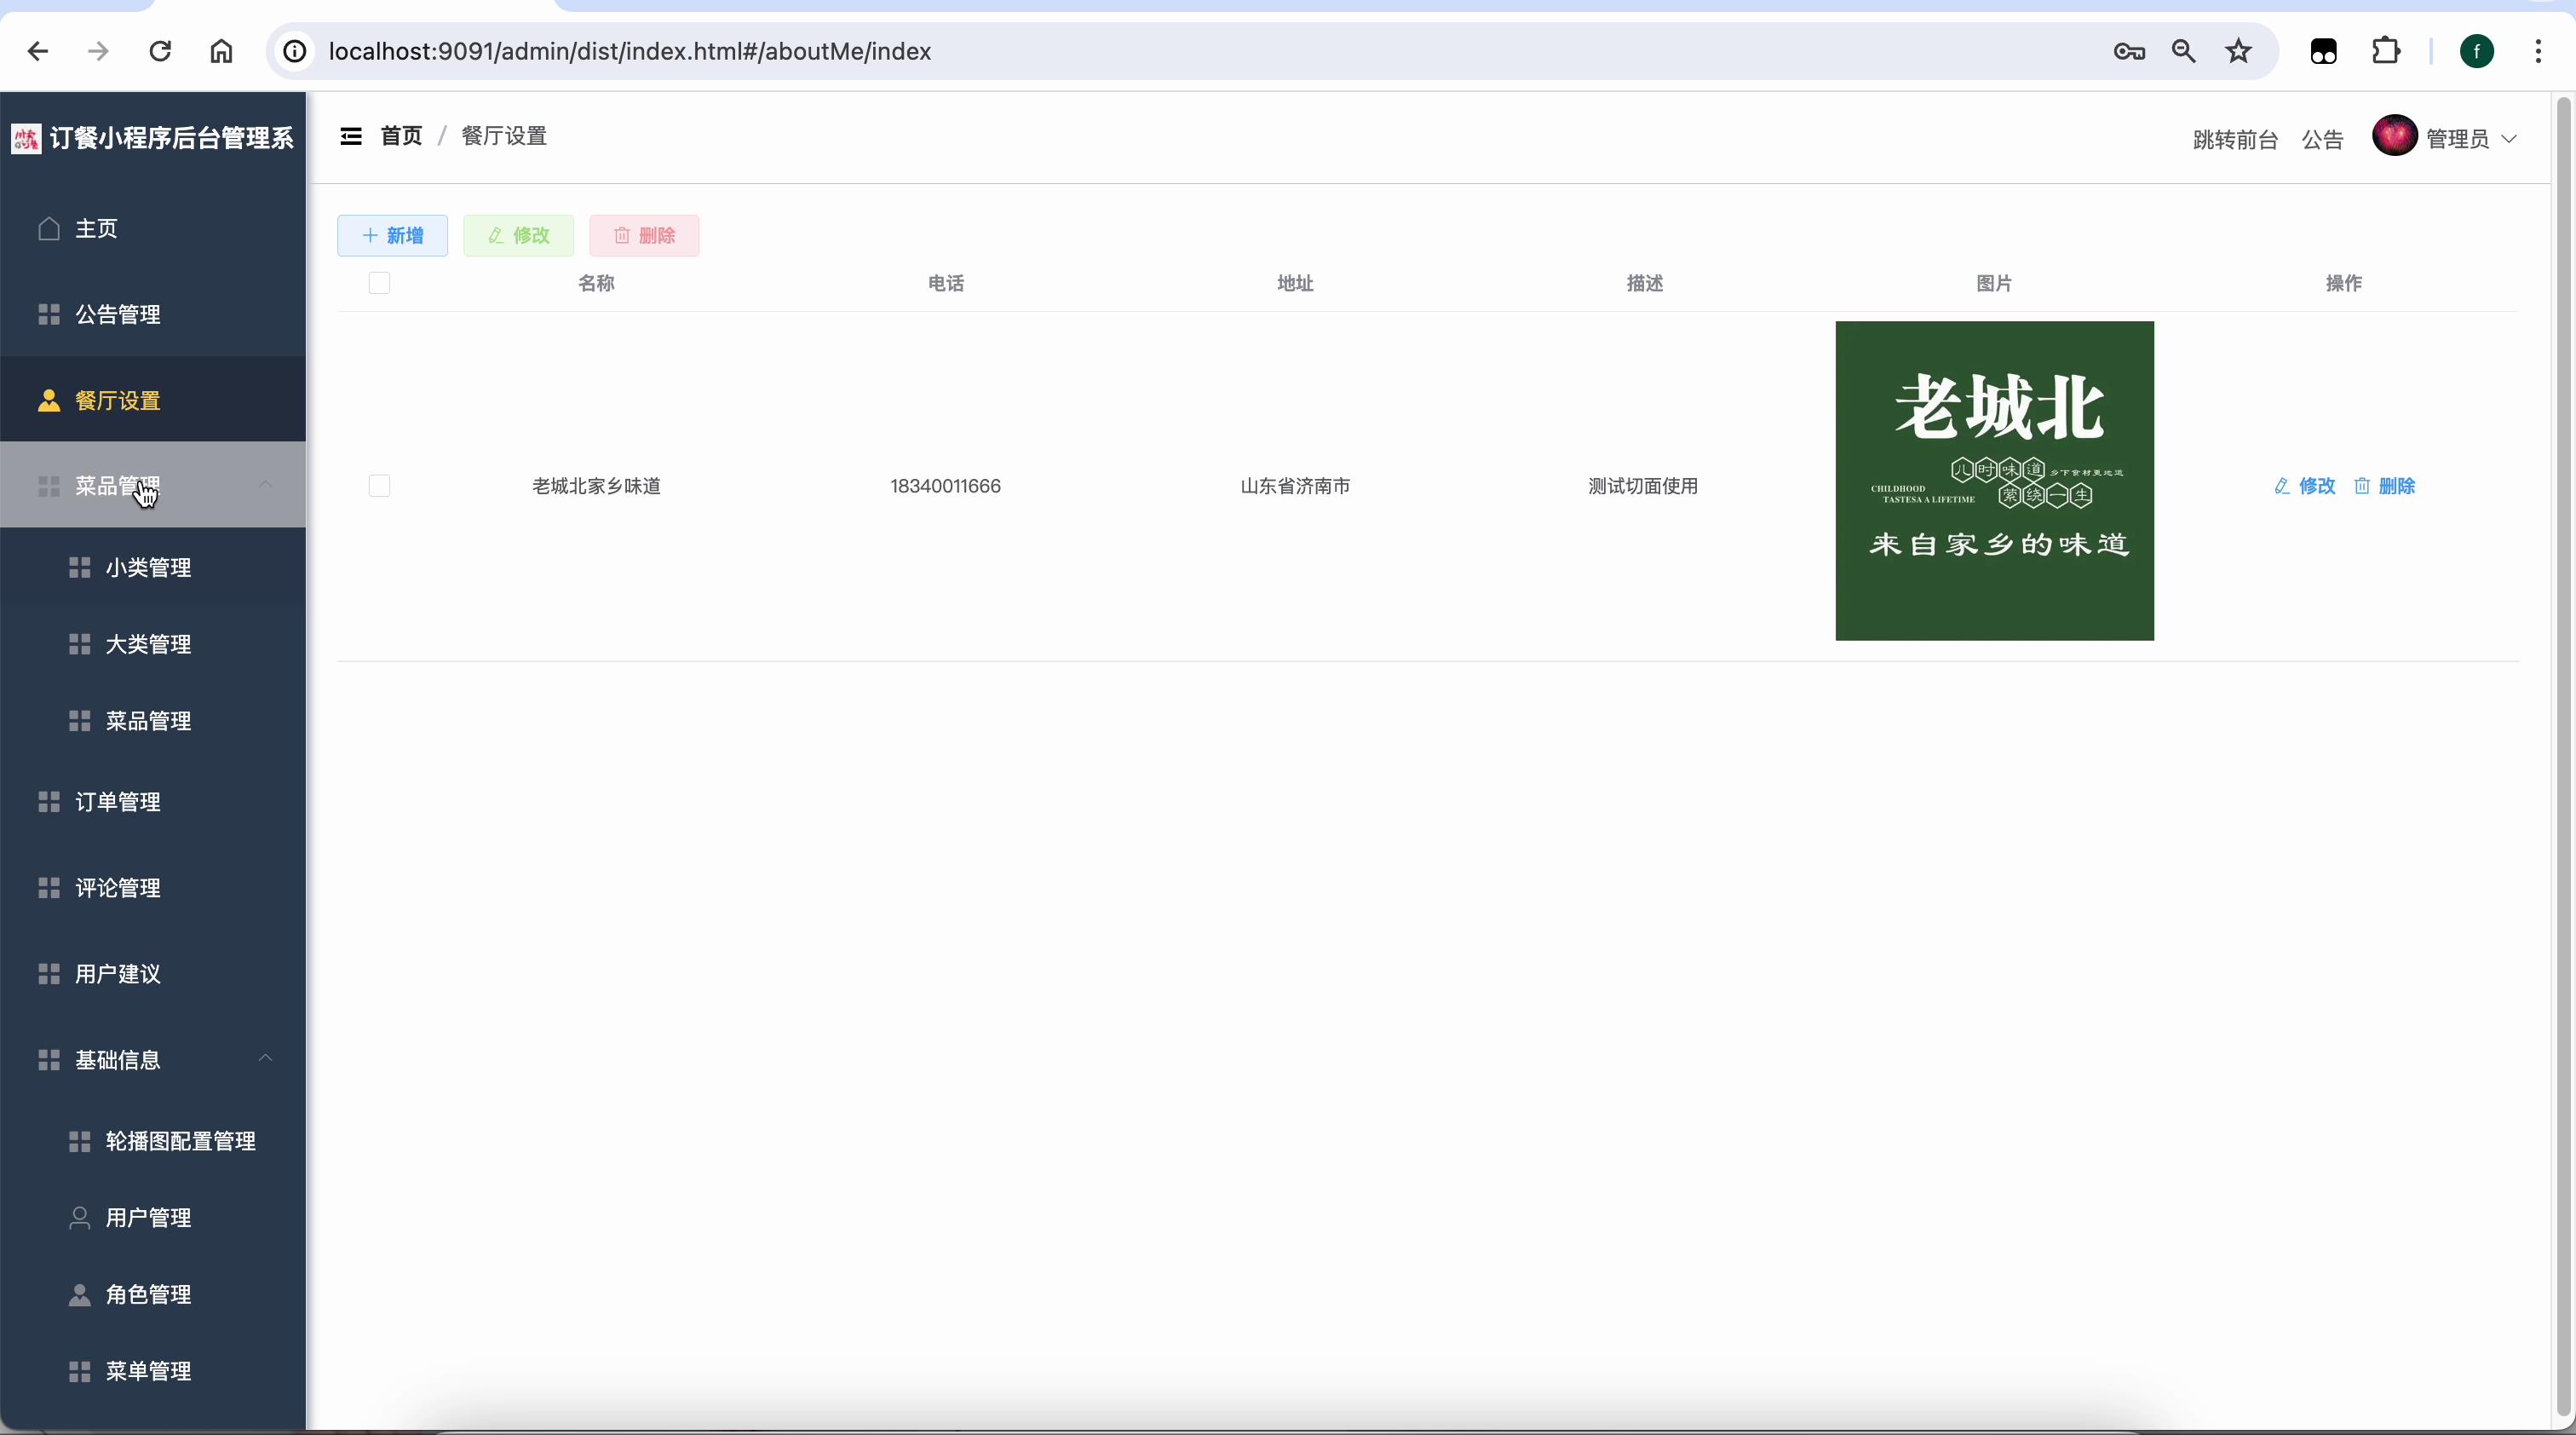 localhost:9091/admin/dist/index.html#/aboutMe/index
f
订餐小程序后台管理系
首页 / 餐厅设置
跳转前台 公告 管理员
主页
公告管理
餐厅设置
菜品管理
小类管理
大类管理
菜品管理
订单管理
评论管理
用户建议
基础信息
轮播图配置管理
用户管理
角色管理
菜单管理
新增 修改 删除
名称 电话 地址 描述 图片 操作
老城北家乡味道 18340011666 山东省济南市 测试切面使用 修改 删除
老城北
儿时味道 乡下食材更地道
CHILDHOOD
TASTES A LIFETIME
萦绕一生
来自家乡的味道